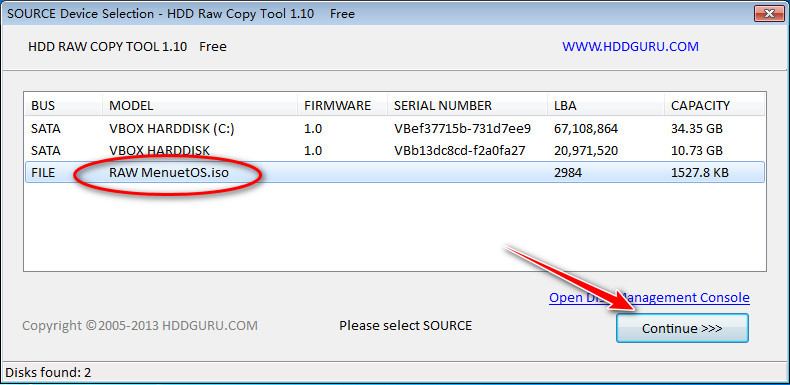 SOURCE Device Selection - HDD Raw Copy Tool 1.10 Free
HDD RAW COPY TOOL 1.10 Free WWW.HDDGURU.COM
BUS MODEL FIRMWARE SERIAL NUMBER LBA CAPACITY
SATA VBOX HARDDISK (C:) 1.0 VBef37715b-731d7ee9 67,108,864 34.35 GB
SATA VBOX HARDDISK 1.0 VBb13dc8cd-f2a0fa27 20,971,520 10.73 GB
FILE RAW MenuetOS.iso 2984 1527.8 KB
Open Management Console
Copyright ©2005-2013 HDDGURU.COM Please select SOURCE Continue >>>
Disks found: 2